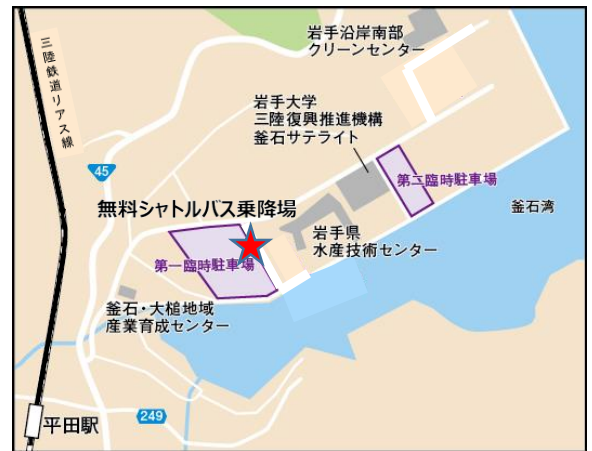 岩手沿岸南部
クリーンセンター
三陸鉄道リアス線
岩手大学
三陸復興推進機構
釜石サテライト
45
第二臨時駐車場
無料シャトルバス乗降場
釜石湾
岩手県
水産技術センター
第一臨時駐車場
釜石・大槌地域
産業育成センター
249
平田駅